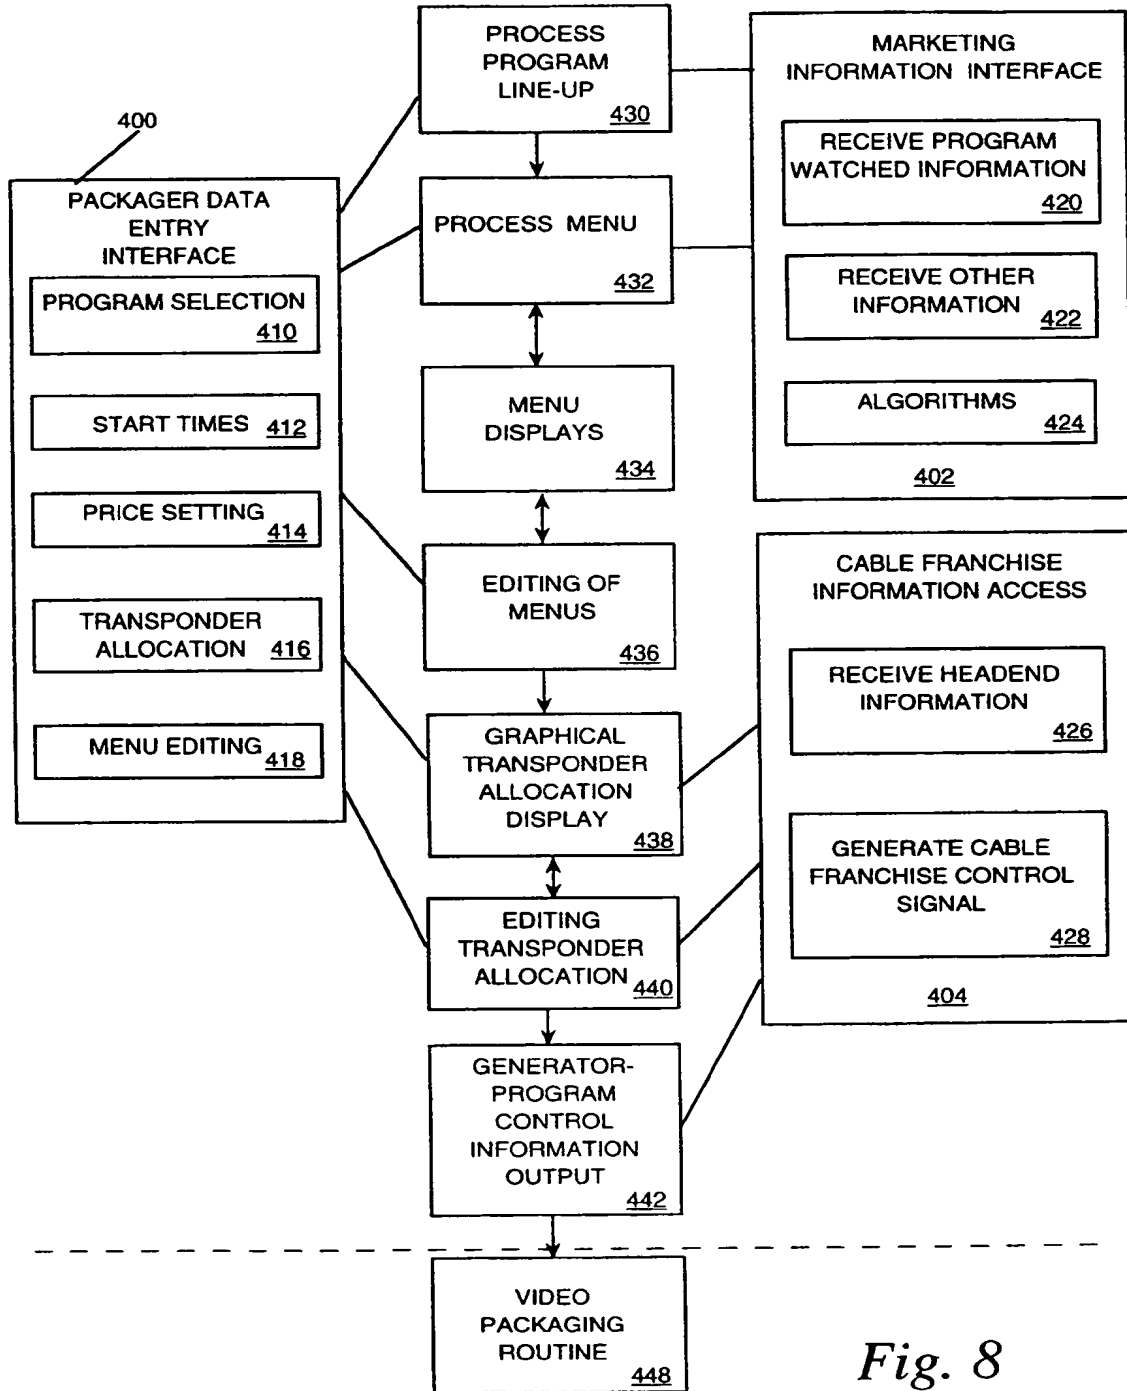 400
PACKAGER DATA
ENTRY
INTERFACE
PROGRAM SELECTION
410
START TIMES 412
PRICE SETTING
414
TRANSPONDER
ALLOCATION 416
MENU EDITING 418
PROCESS
PROGRAM
LINE-UP
430
PROCESS MENU
432
MENU
DISPLAYS
434
EDITING OF
MENUS
436
GRAPHICAL
TRANSPONDER
ALLOCATION
DISPLAY
438
EDITING
TRANSPONDER
ALLOCATION
440
GENERATOR-
PROGRAM
CONTROL
INFORMATION
OUTPUT
442
VIDEO
PACKAGING
ROUTINE
448
MARKETING
INFORMATION INTERFACE
RECEIVE PROGRAM
WATCHED INFORMATION
420
RECEIVE OTHER
INFORMATION
422
ALGORITHMS
424
402
CABLE FRANCHISE
INFORMATION ACCESS
RECEIVE HEADEND
INFORMATION
426
GENERATE CABLE
FRANCHISE CONTROL
SIGNAL
428
404
Fig. 8